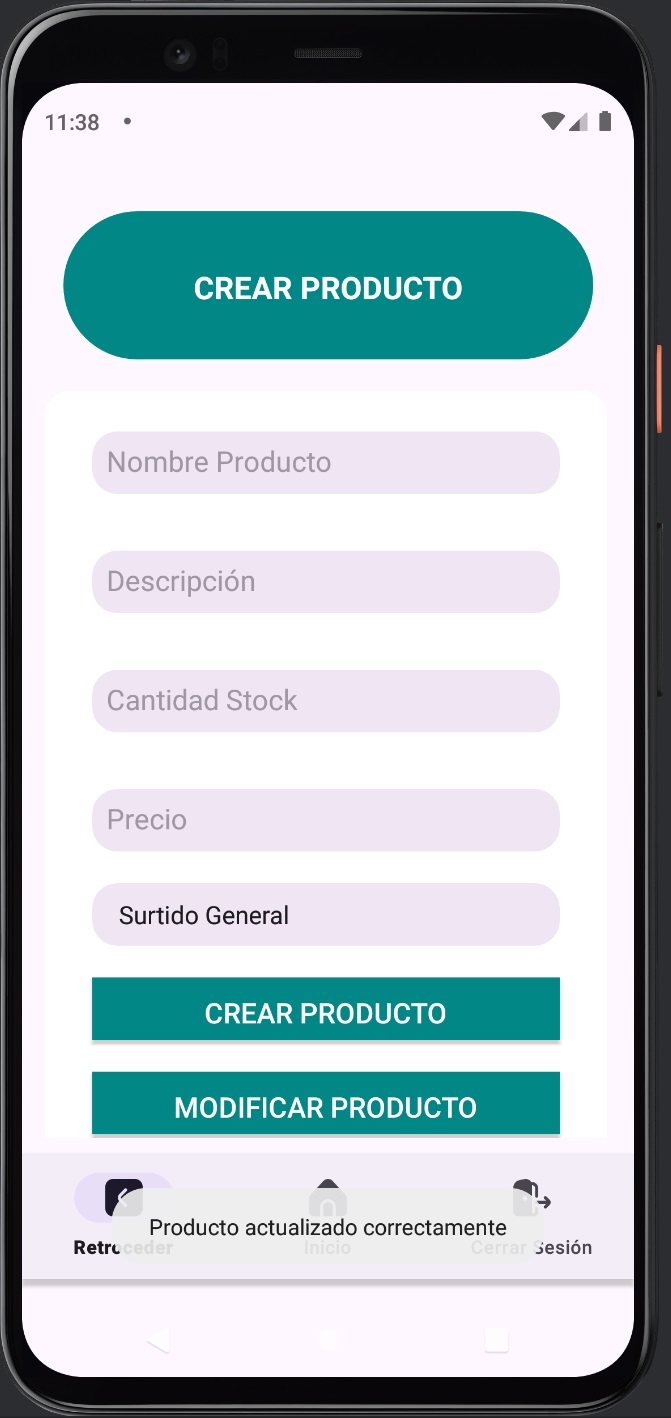 11:38
CREAR PRODUCTO
Nombre Producto
Descripción
Cantidad Stock
Precio
Surtido General
CREAR PRODUCTO
MODIFICAR PRODUCTO
Producto actualizado correctamente
Retroceder
Inicio
Cerrar Sesión